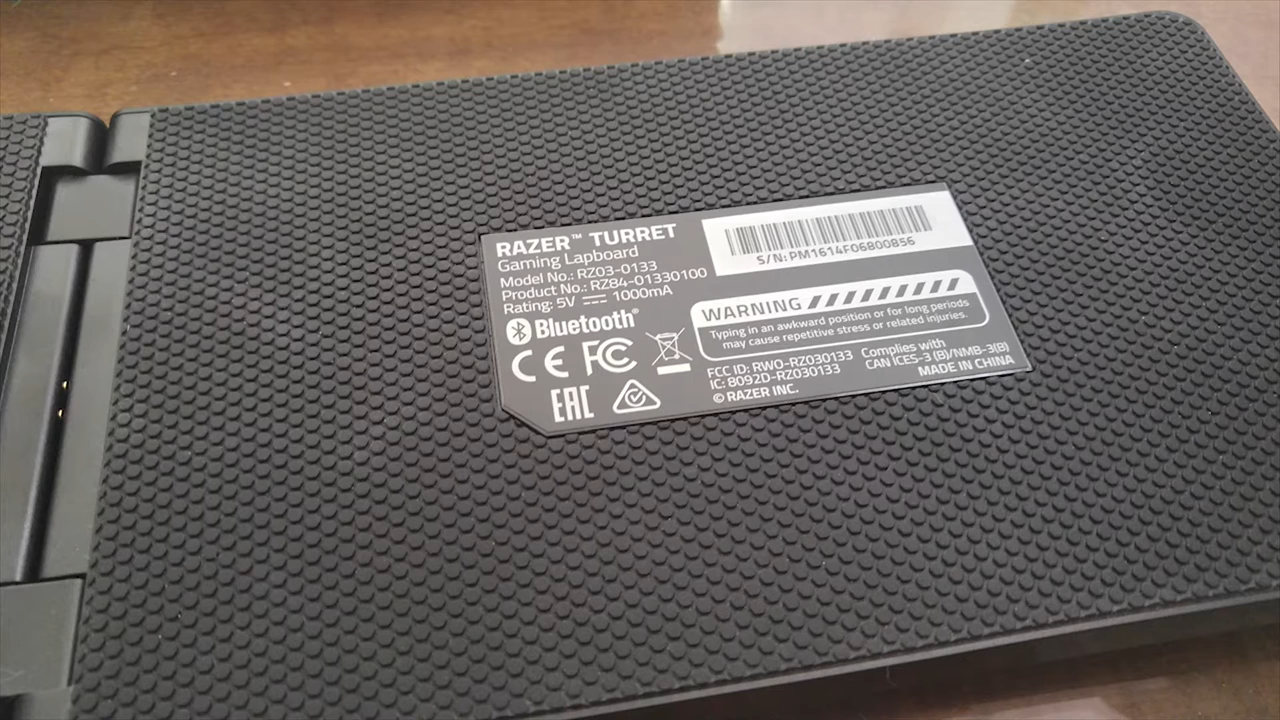 RAZER™ TURRET
Gaming Lapboard
Model No.: RZ03-0133
Product No.: RZ84-01330100
Rating: 5V ⎓ 1000mA
Bluetooth®
CE FC
EAC
S/N: PM1614F06800856
WARNING
Typing in an awkward position or for long periods
may cause repetitive stress or related injuries.
FCC ID: RWO-RZ030133
IC: 8092D-RZ030133
© RAZER INC.
Complies with
CAN ICES-3 (B)/NMB-3(B)
MADE IN CHINA